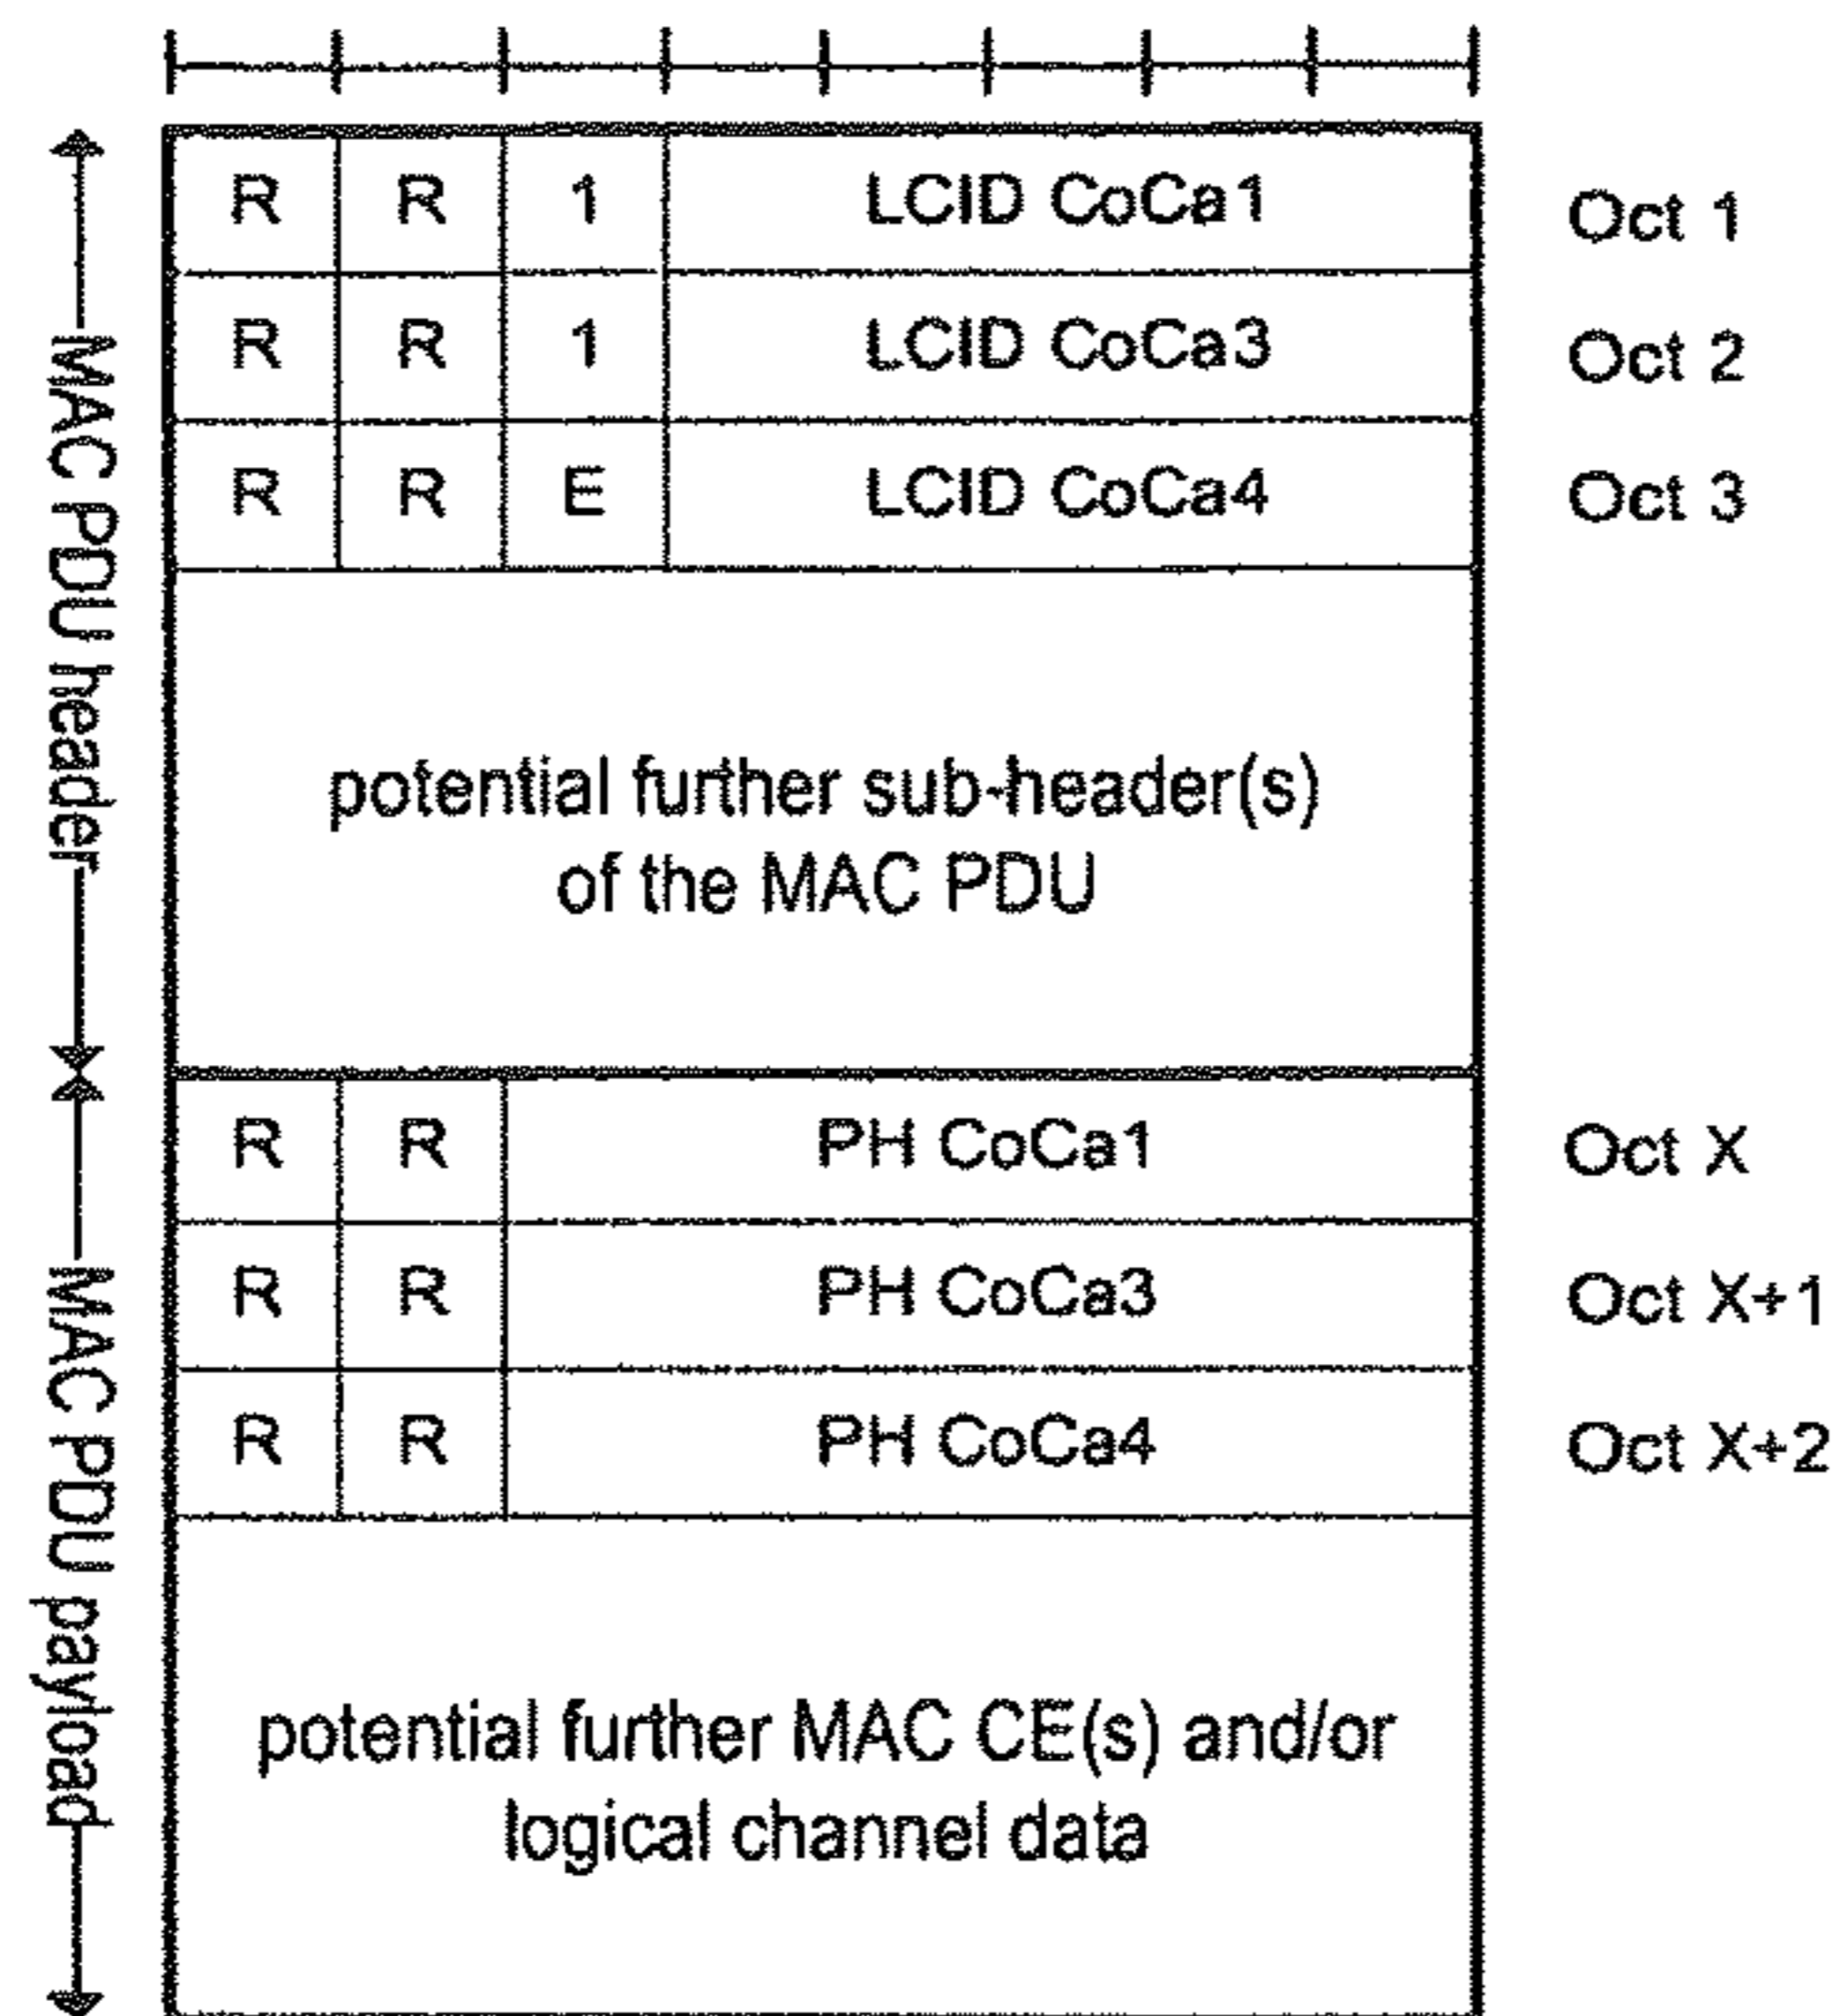 R R 1 LCID CoCa1 Oct 1
R R 1 LCID CoCa3 Oct 2
R R E LCID CoCa4 Oct 3
MAC PDU header
potential further sub-header(s)
of the MAC PDU
R R PH CoCa1 Oct X
R R PH CoCa3 Oct X+1
R R PH CoCa4 Oct X+2
MAC PDU payload
potential further MAC CE(s) and/or
logical channel data